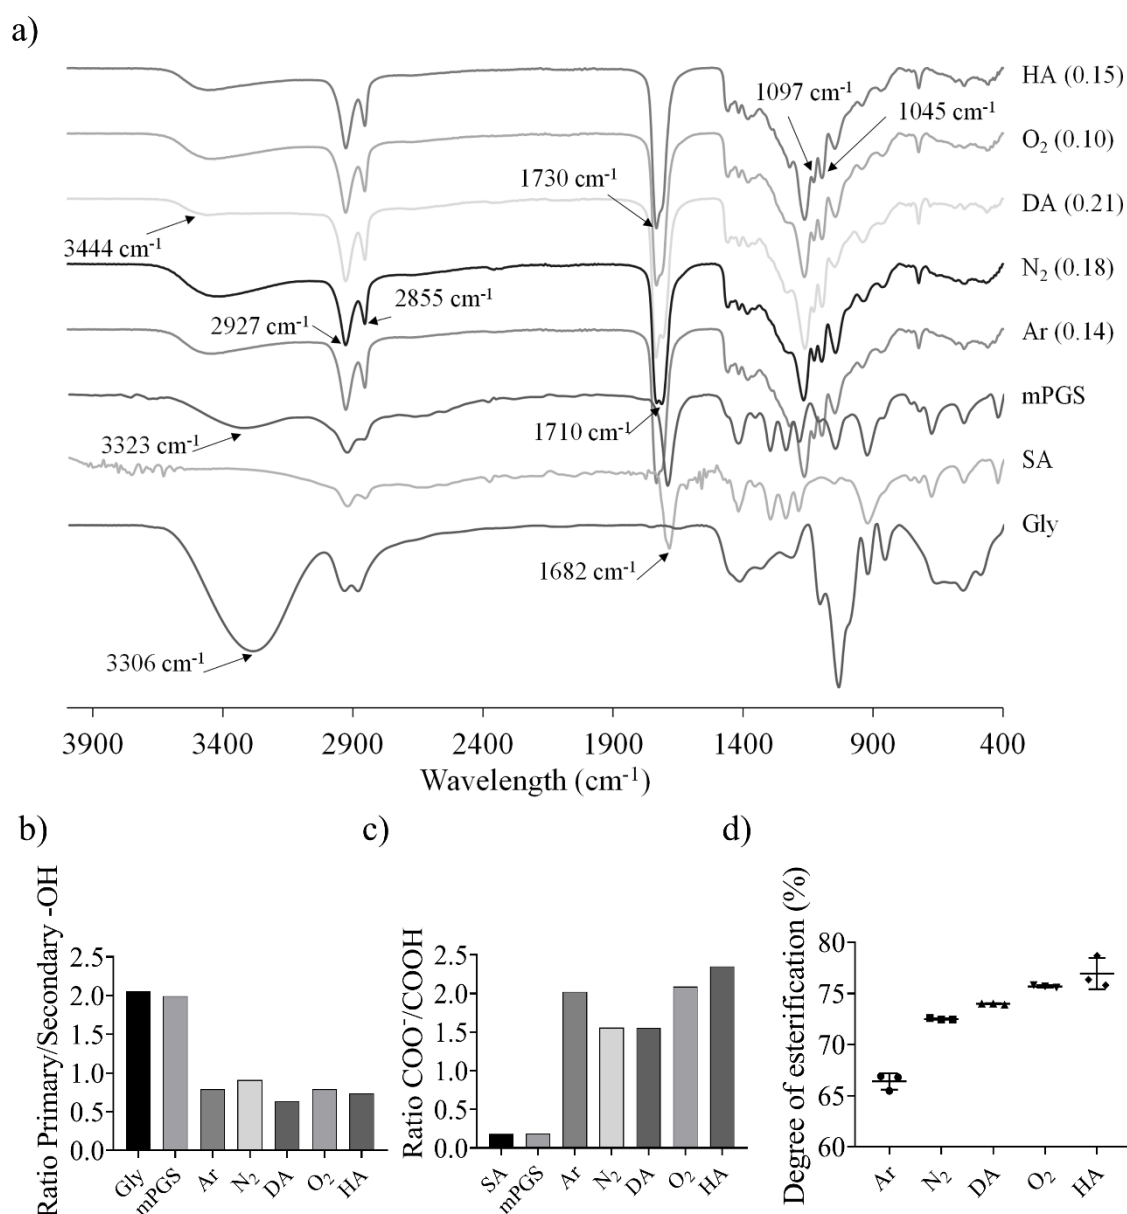 a)
HA (0.15)
1097 cm⁻¹
1045 cm⁻¹
O₂ (0.10)
1730 cm⁻¹
DA (0.21)
3444 cm⁻¹
N₂ (0.18)
2855 cm⁻¹
2927 cm⁻¹
Ar (0.14)
mPGS
3323 cm⁻¹
1710 cm⁻¹
SA
Gly
1682 cm⁻¹
3306 cm⁻¹
3900 3400 2900 2400 1900 1400 900 400
Wavelength (cm⁻¹)
b)
Ratio Primary/Secondary -OH
2.5
2.0
1.5
1.0
0.5
0.0
Gly mPGS Ar N₂ DA O₂ HA
c)
Ratio COO⁻/COOH
2.5
2.0
1.5
1.0
0.5
0.0
SA mPGS Ar N₂ DA O₂ HA
d)
Degree of esterification (%)
80
75
70
65
60
Ar N₂ DA O₂ HA